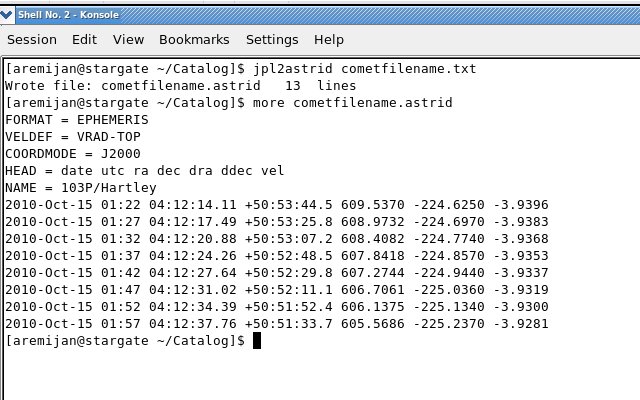 Shell No. 2 - Konsole
Session Edit View Bookmarks Settings Help
[aremijan@stargate ~/Catalog]$ jpl2astrid cometfilename.txt
Wrote file: cometfilename.astrid   13  lines
[aremijan@stargate ~/Catalog]$ more cometfilename.astrid
FORMAT = EPHEMERIS
VELDEF = VRAD-TOP
COORDMODE = J2000
HEAD = date utc ra dec dra ddec vel
NAME = 103P/Hartley
2010-Oct-15 01:22 04:12:14.11 +50:53:44.5 609.5370 -224.6250 -3.9396
2010-Oct-15 01:27 04:12:17.49 +50:53:25.8 608.9732 -224.6970 -3.9383
2010-Oct-15 01:32 04:12:20.88 +50:53:07.2 608.4082 -224.7740 -3.9368
2010-Oct-15 01:37 04:12:24.26 +50:52:48.5 607.8418 -224.8570 -3.9353
2010-Oct-15 01:42 04:12:27.64 +50:52:29.8 607.2744 -224.9440 -3.9337
2010-Oct-15 01:47 04:12:31.02 +50:52:11.1 606.7061 -225.0360 -3.9319
2010-Oct-15 01:52 04:12:34.39 +50:51:52.4 606.1375 -225.1340 -3.9300
2010-Oct-15 01:57 04:12:37.76 +50:51:33.7 605.5686 -225.2370 -3.9281
[aremijan@stargate ~/Catalog]$